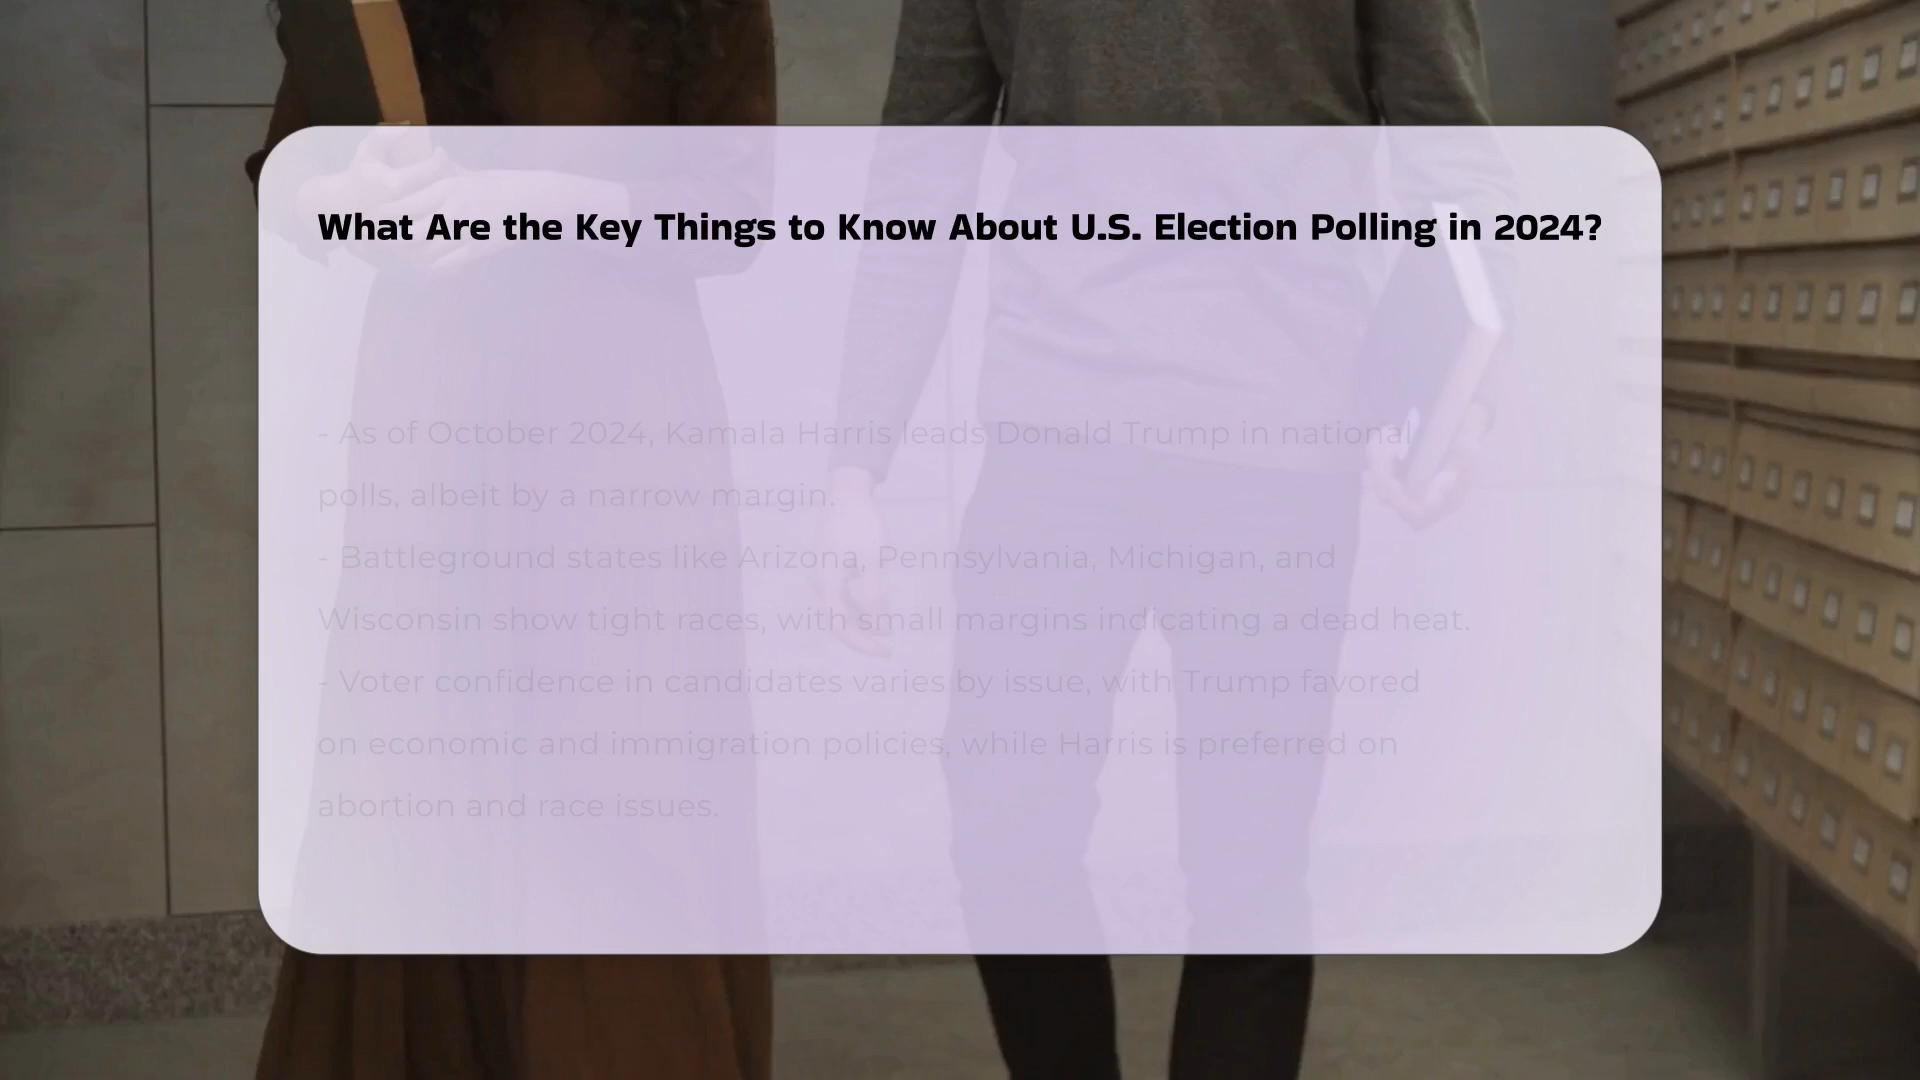 What Are the Key Things to Know About U.S. Election Polling in 2024?
- As of October 2024, Kamala Harris leads Donald Trump in national
polls, albeit by a narrow margin.
- Battleground states like Arizona, Pennsylvania, Michigan, and
Wisconsin show tight races, with small margins indicating a dead heat.
- Voter confidence in candidates varies by issue, with Trump favored
on economic and immigration policies, while Harris is preferred on
abortion and race issues.